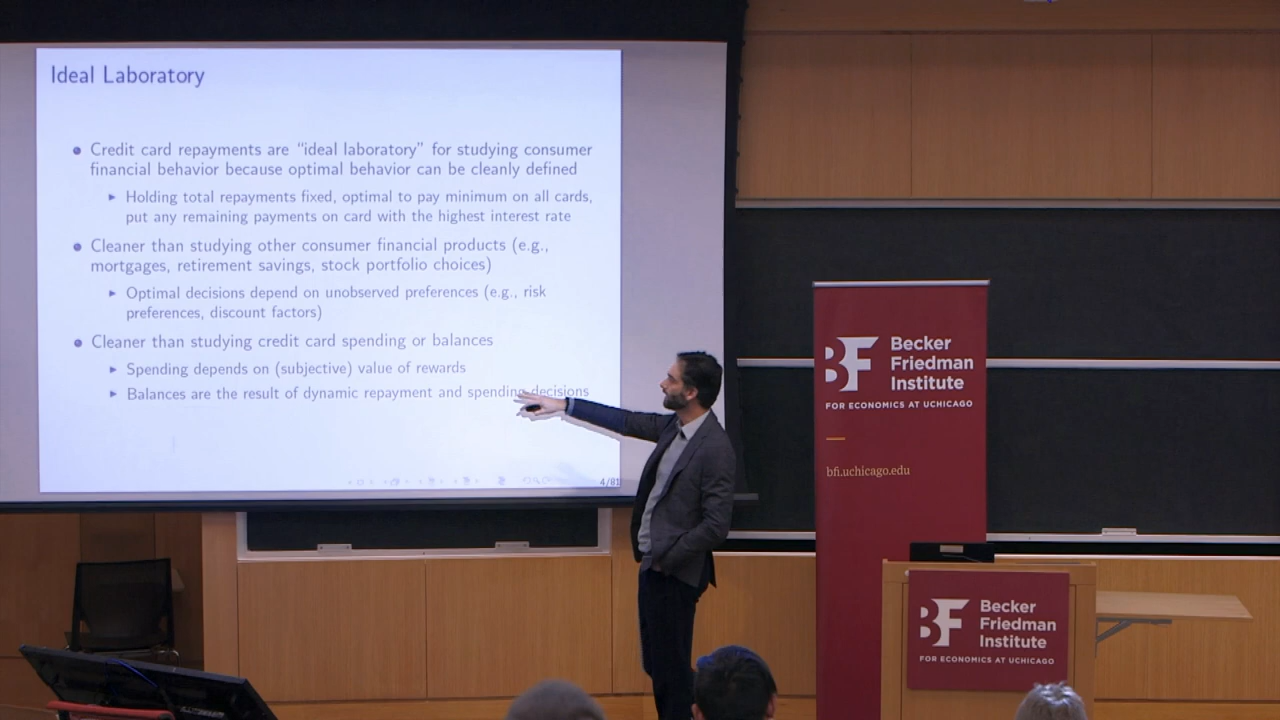 Ideal Laboratory
Credit card repayments are “ideal laboratory” for studying consumer
financial behavior because optimal behavior can be cleanly defined
Holding total repayments fixed, optimal to pay minimum on all cards,
put any remaining payments on card with the highest interest rate
Cleaner than studying other consumer financial products (e.g.,
mortgages, retirement savings, stock portfolio choices)
Optimal decisions depend on unobserved preferences (e.g., risk
preferences, discount factors)
Cleaner than studying credit card spending or balances
Spending depends on (subjective) value of rewards
Balances are the result of dynamic repayment and spending decisions
4/81
BF
Becker
Friedman
Institute
FOR ECONOMICS AT UCHICAGO
bfi.uchicago.edu
BF
Becker
Friedman
Institute
FOR ECONOMICS AT UCHICAGO